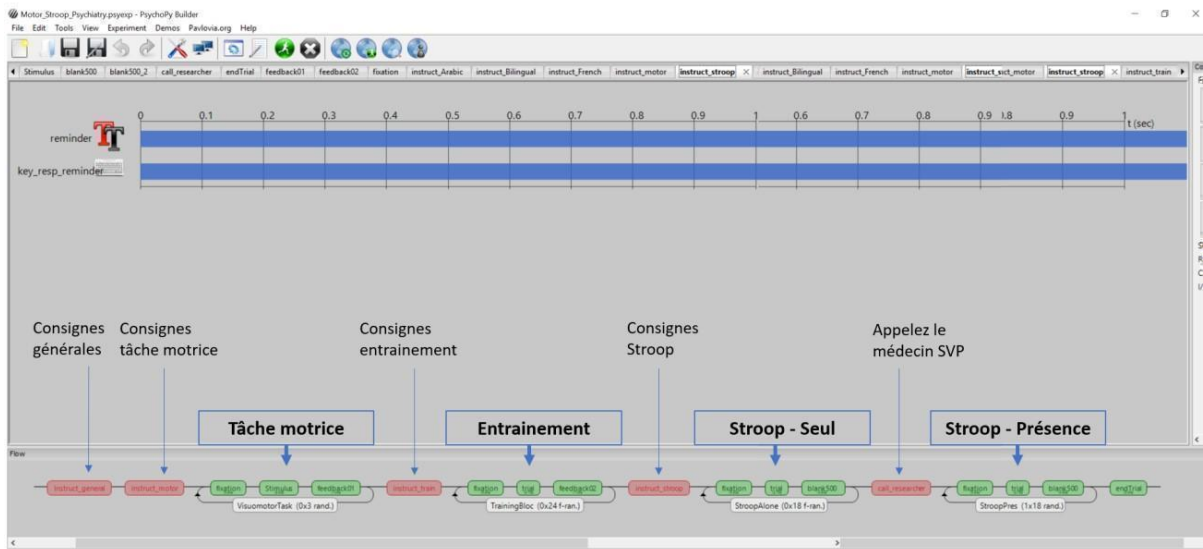 Motor_Stroop_Psychiatry.psyexp - PsychoPy Builder
File Edit Tools View Experiment Demos Pavlovia.org Help
Stimulus blank500 blank500_2 call_researcher endTrial feedback01 feedback02 fixation instruct_Arabic instruct_Bilingual instruct_French instruct_motor instruct_stroop instruct_Bilingual instruct_French instruct_motor instruct_stroop instruct_train
0 0.1 0.2 0.3 0.4 0.5 0.6 0.7 0.8 0.9 1 0.6 0.7 0.8 0.9 0.9 1
t (sec)
reminder
key_resp_reminder
Consignes générales
Consignes tâche motrice
Consignes entrainement
Consignes Stroop
Appelez le médecin SVP
Tâche motrice
Entrainement
Stroop - Seul
Stroop - Présence
Flow
instruct_general instruct_motor fixation Stimulus feedback01 instruct_train fixation trial feedback02 instruct_stroop fixation trial blank500 call_researcher fixation trial blank500 endTrial
VisuomotorTask (0x3 rand.) TrainingBloc (0x24 f-ran.) StroopAlone (0x18 f-ran.) StroopPres (1x18 rand.)